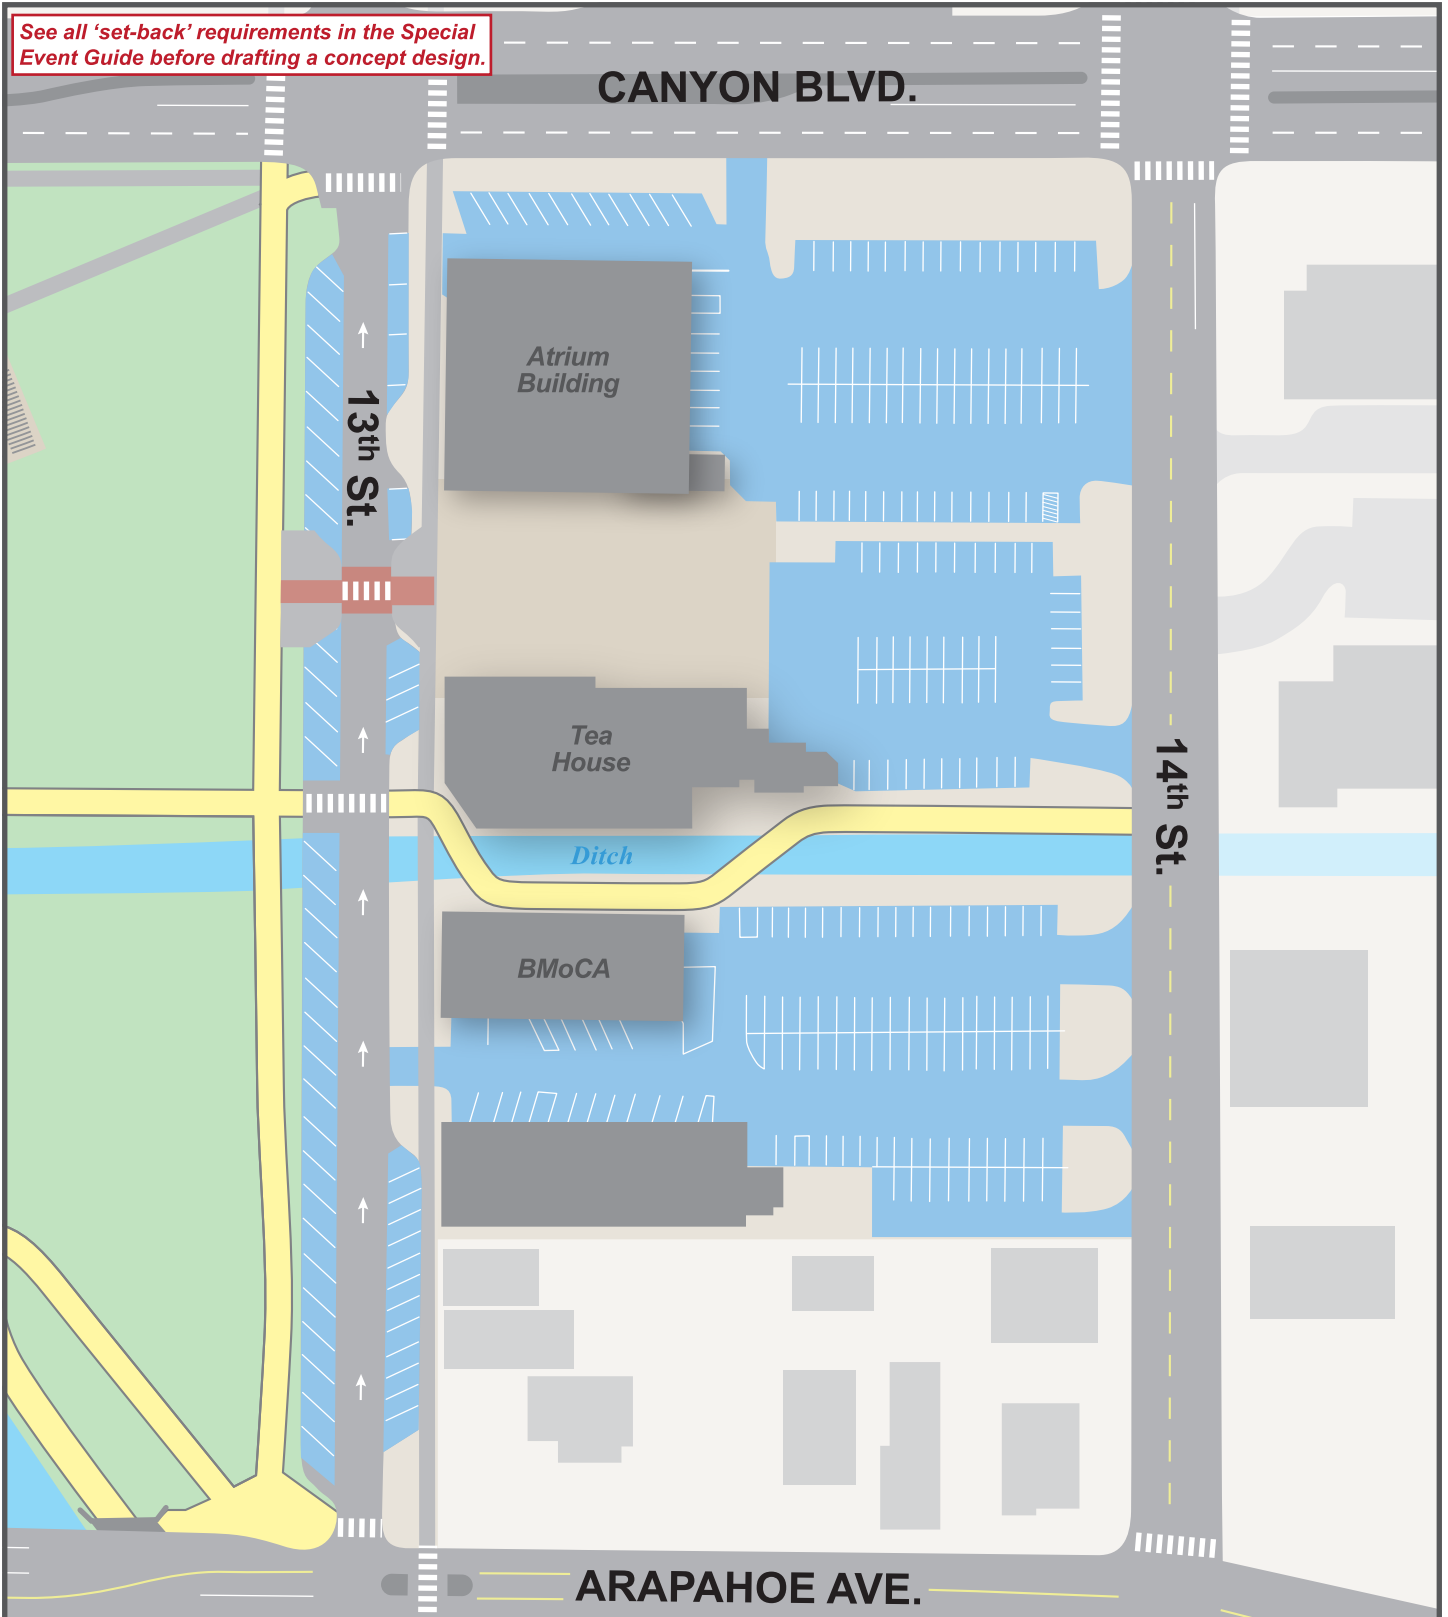 See all ‘set-back’ requirements in the Special
Event Guide before drafting a concept design.
CANYON BLVD.
Atrium
Building
13th St.
Tea
House
14th St.
Ditch
BMoCA
ARAPAHOE AVE.